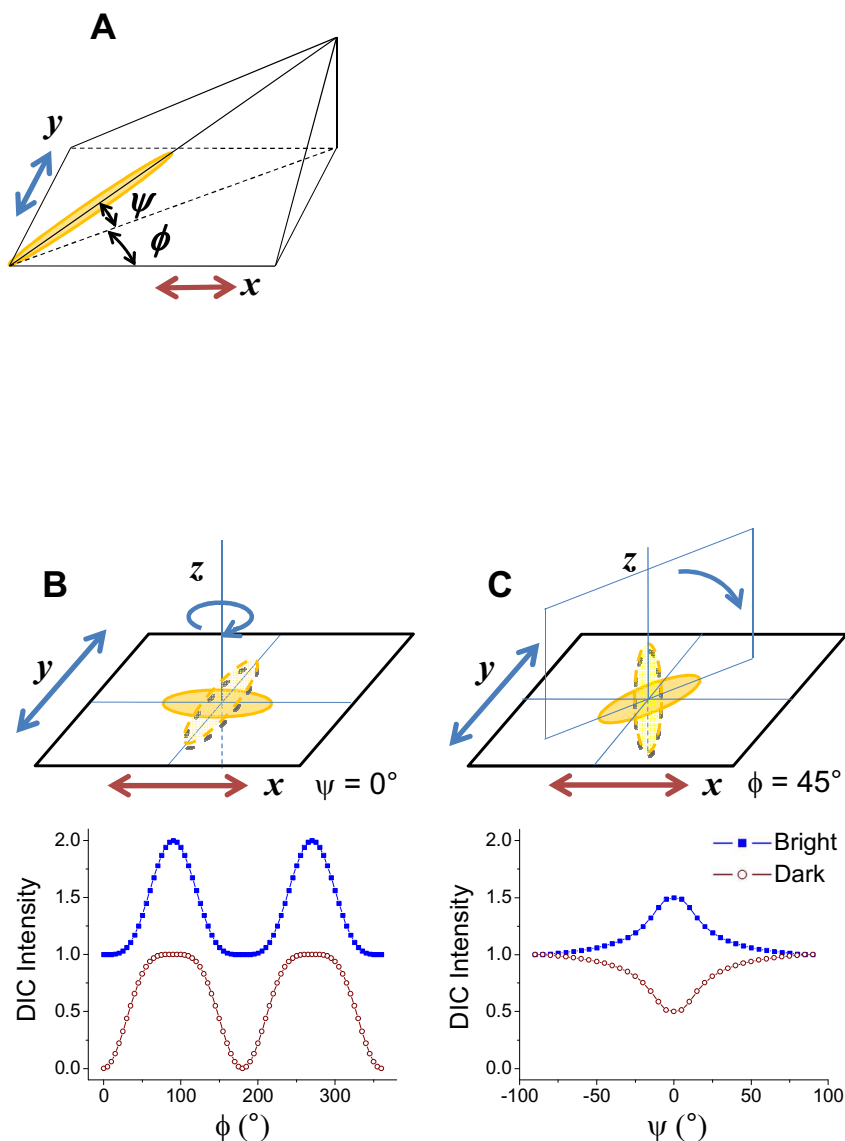 A
y
ψ
ϕ
x
B
z
y
x ψ = 0°
C
z
y
x ϕ = 45°
2.0
1.5
1.0
0.5
0.0
DIC Intensity
0 100 200 300
ϕ (°)
Bright
Dark
2.0
1.5
1.0
0.5
0.0
DIC Intensity
-100 -50 0 50 100
ψ (°)